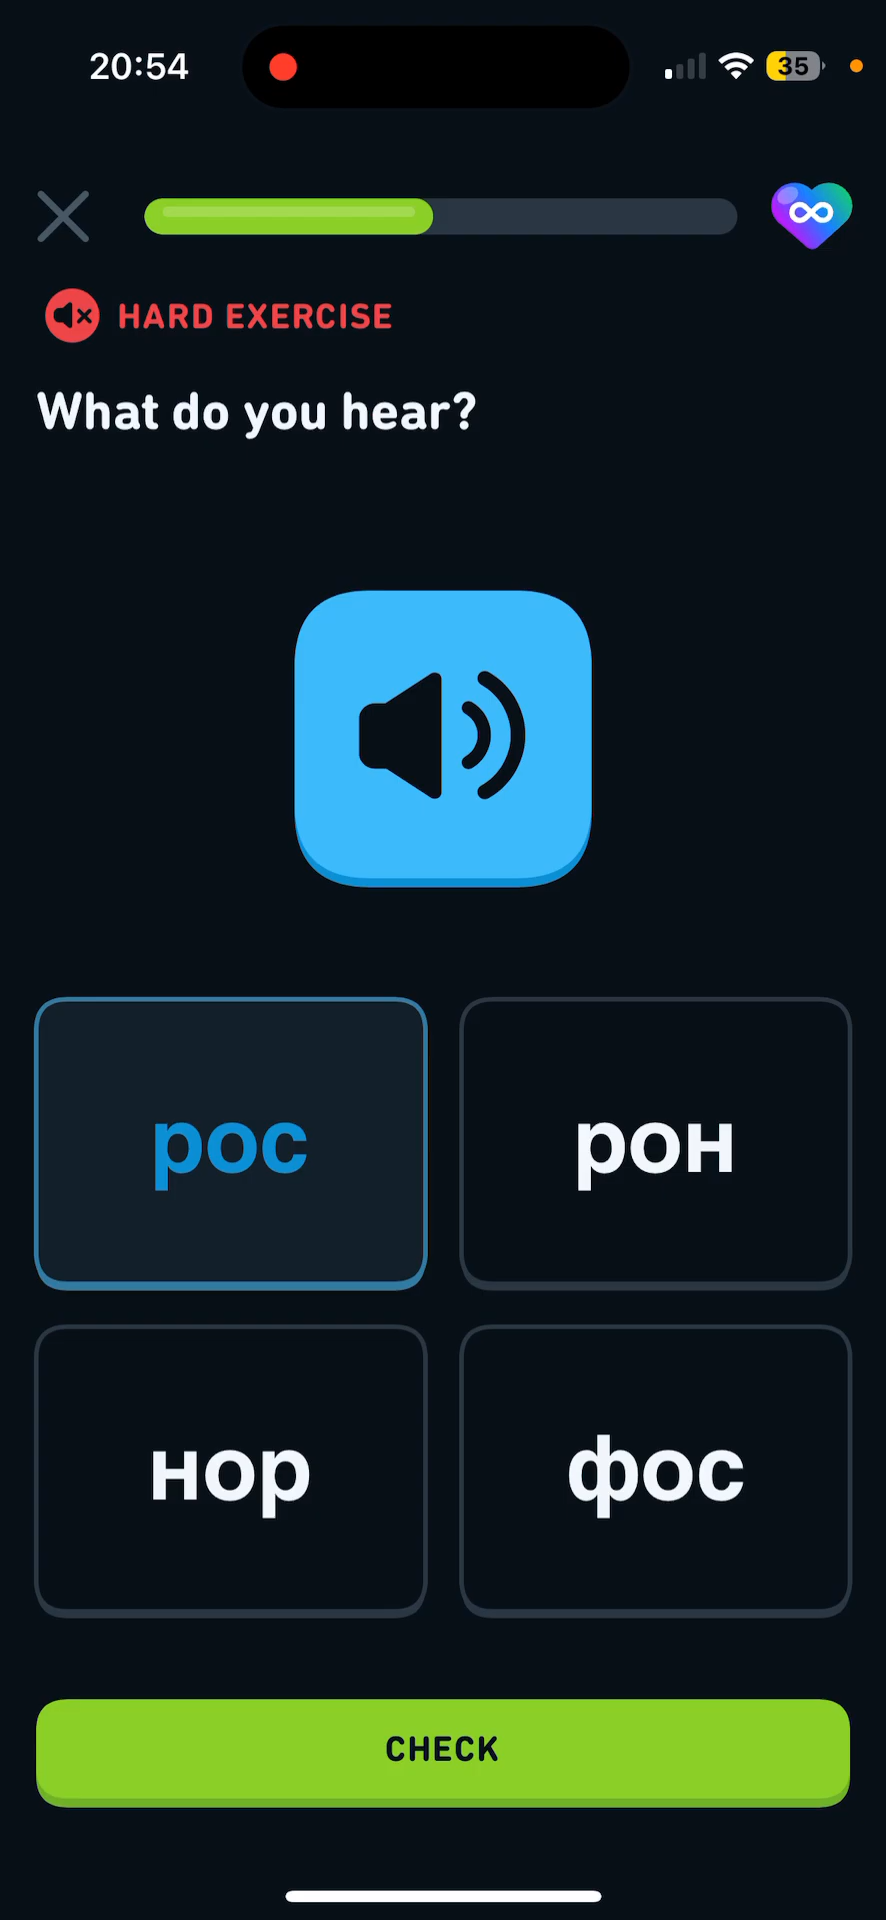 20:54
35
HARD EXERCISE
What do you hear?
рос
рон
нор
фос
CHECK